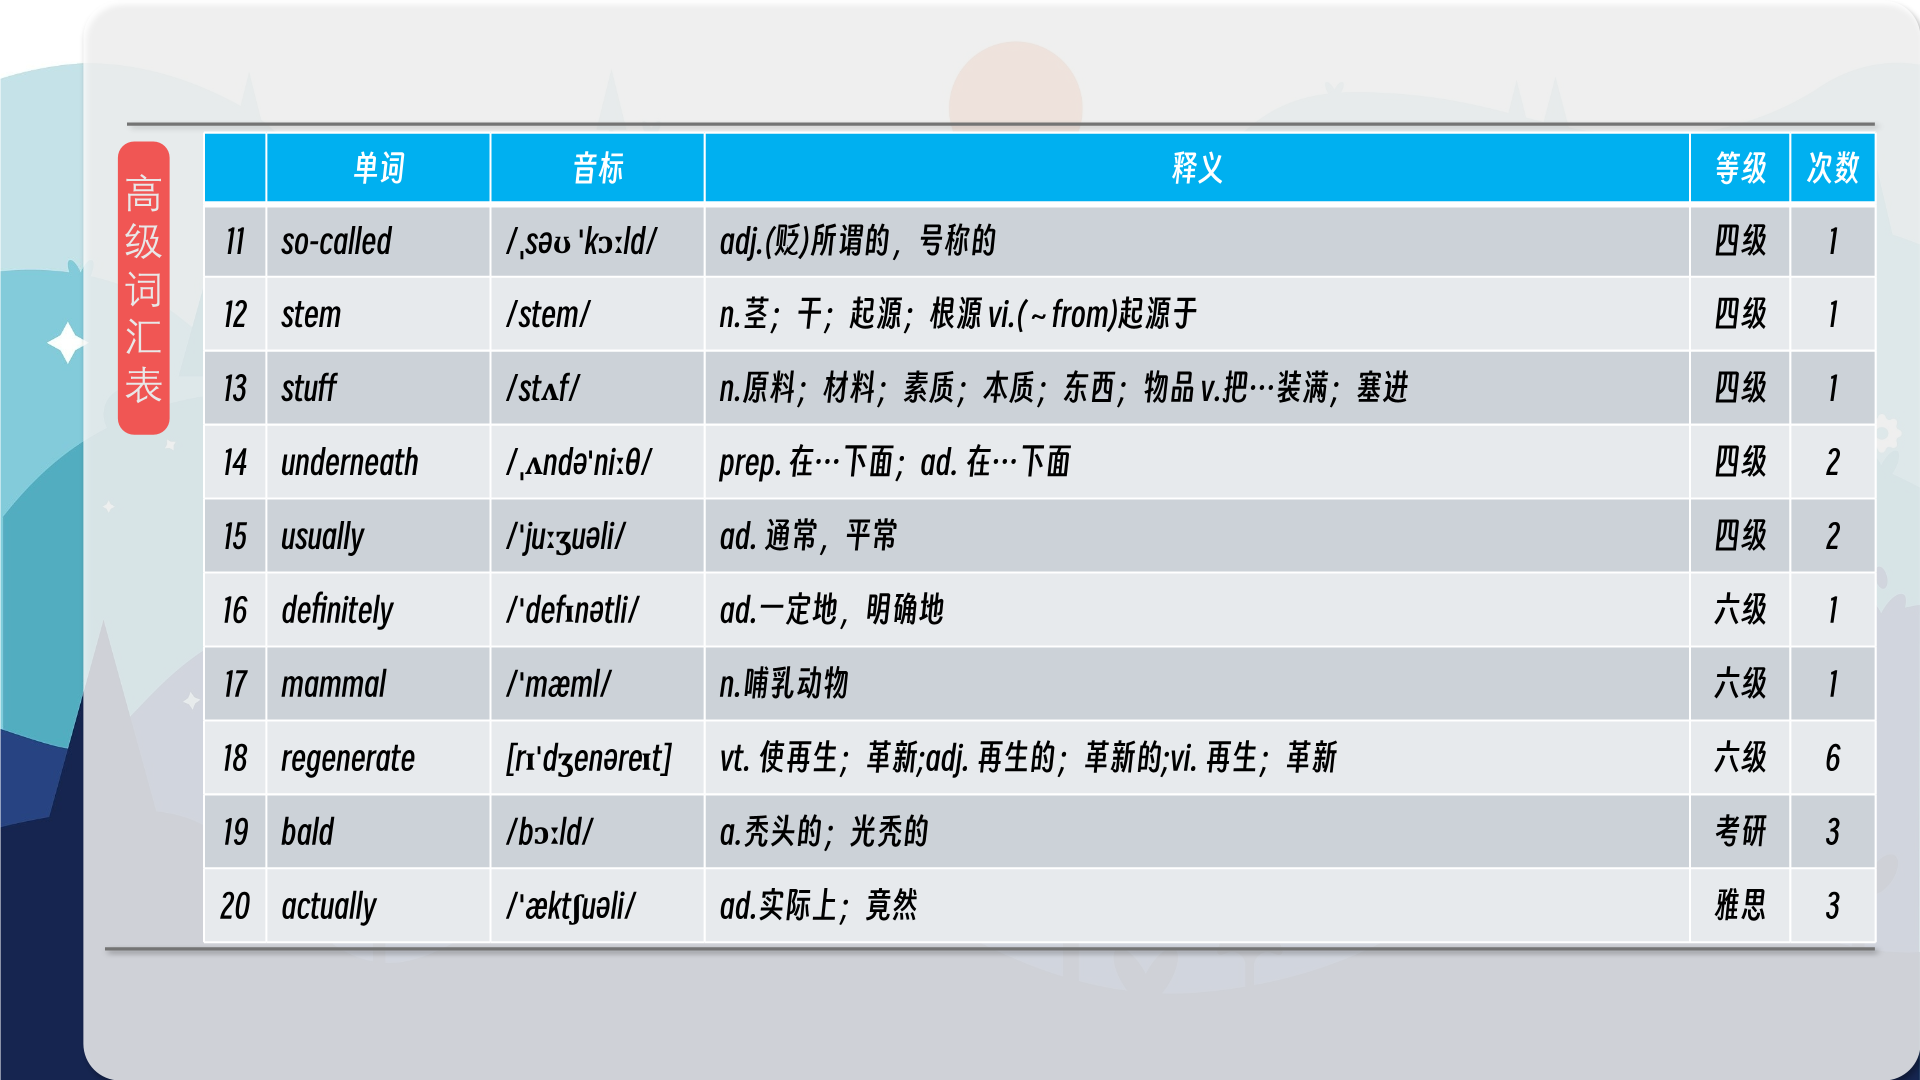 高级词汇表
单词 音标 释义 等级 次数
11 so-called /ˌsəʊ 'kɔːld/ adj.(贬)所谓的，号称的 四级 1
12 stem /stem/ n.茎；干；起源；根源 vi.(～from)起源于 四级 1
13 stuff /stʌf/ n.原料；材料；素质；本质；东西；物品 v.把…装满；塞进 四级 1
14 underneath /ˌʌndə'niːθ/ prep. 在…下面；ad. 在…下面 四级 2
15 usually /'juːʒuəli/ ad. 通常，平常 四级 2
16 definitely /'defɪnətli/ ad.一定地，明确地 六级 1
17 mammal /'mæml/ n.哺乳动物 六级 1
18 regenerate [rɪ'dʒenəreɪt] vt. 使再生；革新;adj. 再生的；革新的;vi. 再生；革新 六级 6
19 bald /bɔːld/ a.秃头的；光秃的 考研 3
20 actually /'æktʃuəli/ ad.实际上；竟然 雅思 3